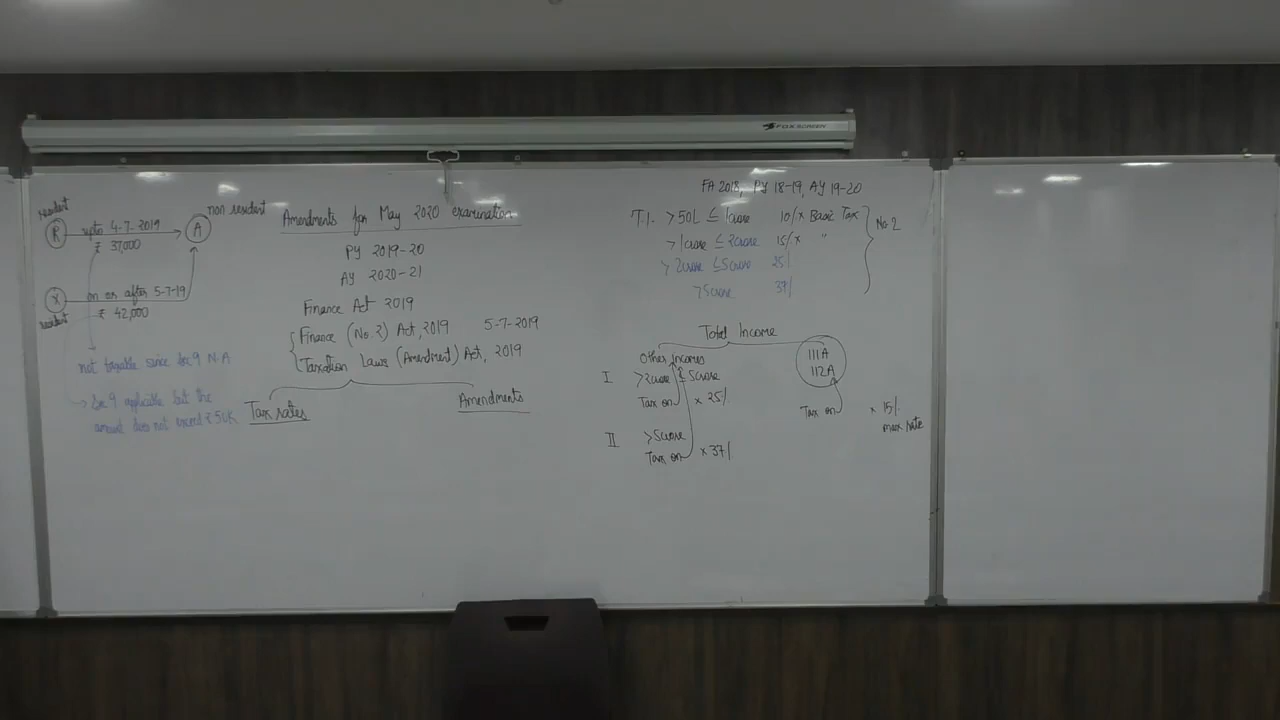 FOX SCREEN
resident
R
upto 4-7-2019
₹ 37,000
A
non resident
X
on or after 5-7-19
resident
₹ 42,000
not taxable since Sec 9 N.A
→ Sec 9 applicable but the
amount does not exceed ₹ 50K
Amendments for May 2020 examination
PY 2019-20
AY 2020-21
Finance Act 2019
Finance (No.2) Act, 2019 5-7-2019
Taxation Laws (Amendment) Act, 2019
Tax rates
Amendments
FA 2018, PY 18-19, AY 19-20
T.I. >50L ≤ 1crore 10% x Basic Tax
>1crore ≤ 2crore 15% x "
>2crore ≤5crore 25%
>5crore 37%
No.2
Total Income
Other incomes
I >2crore ≤ 5crore
Tax on x 25%
II >5crore
Tax on x 37%
111A
112A
Tax on x 15%
max rate